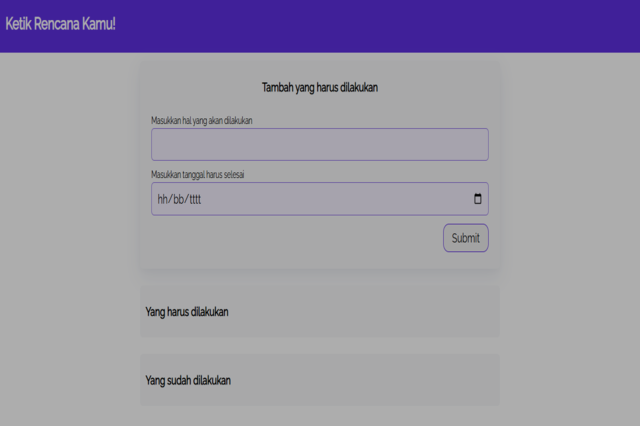 Ketik Rencana Kamu!
Tambah yang harus dilakukan
Masukkan hal yang akan dilakukan
Masukkan tanggal harus selesai
hh/bb/tttt
Submit
Yang harus dilakukan
Yang sudah dilakukan